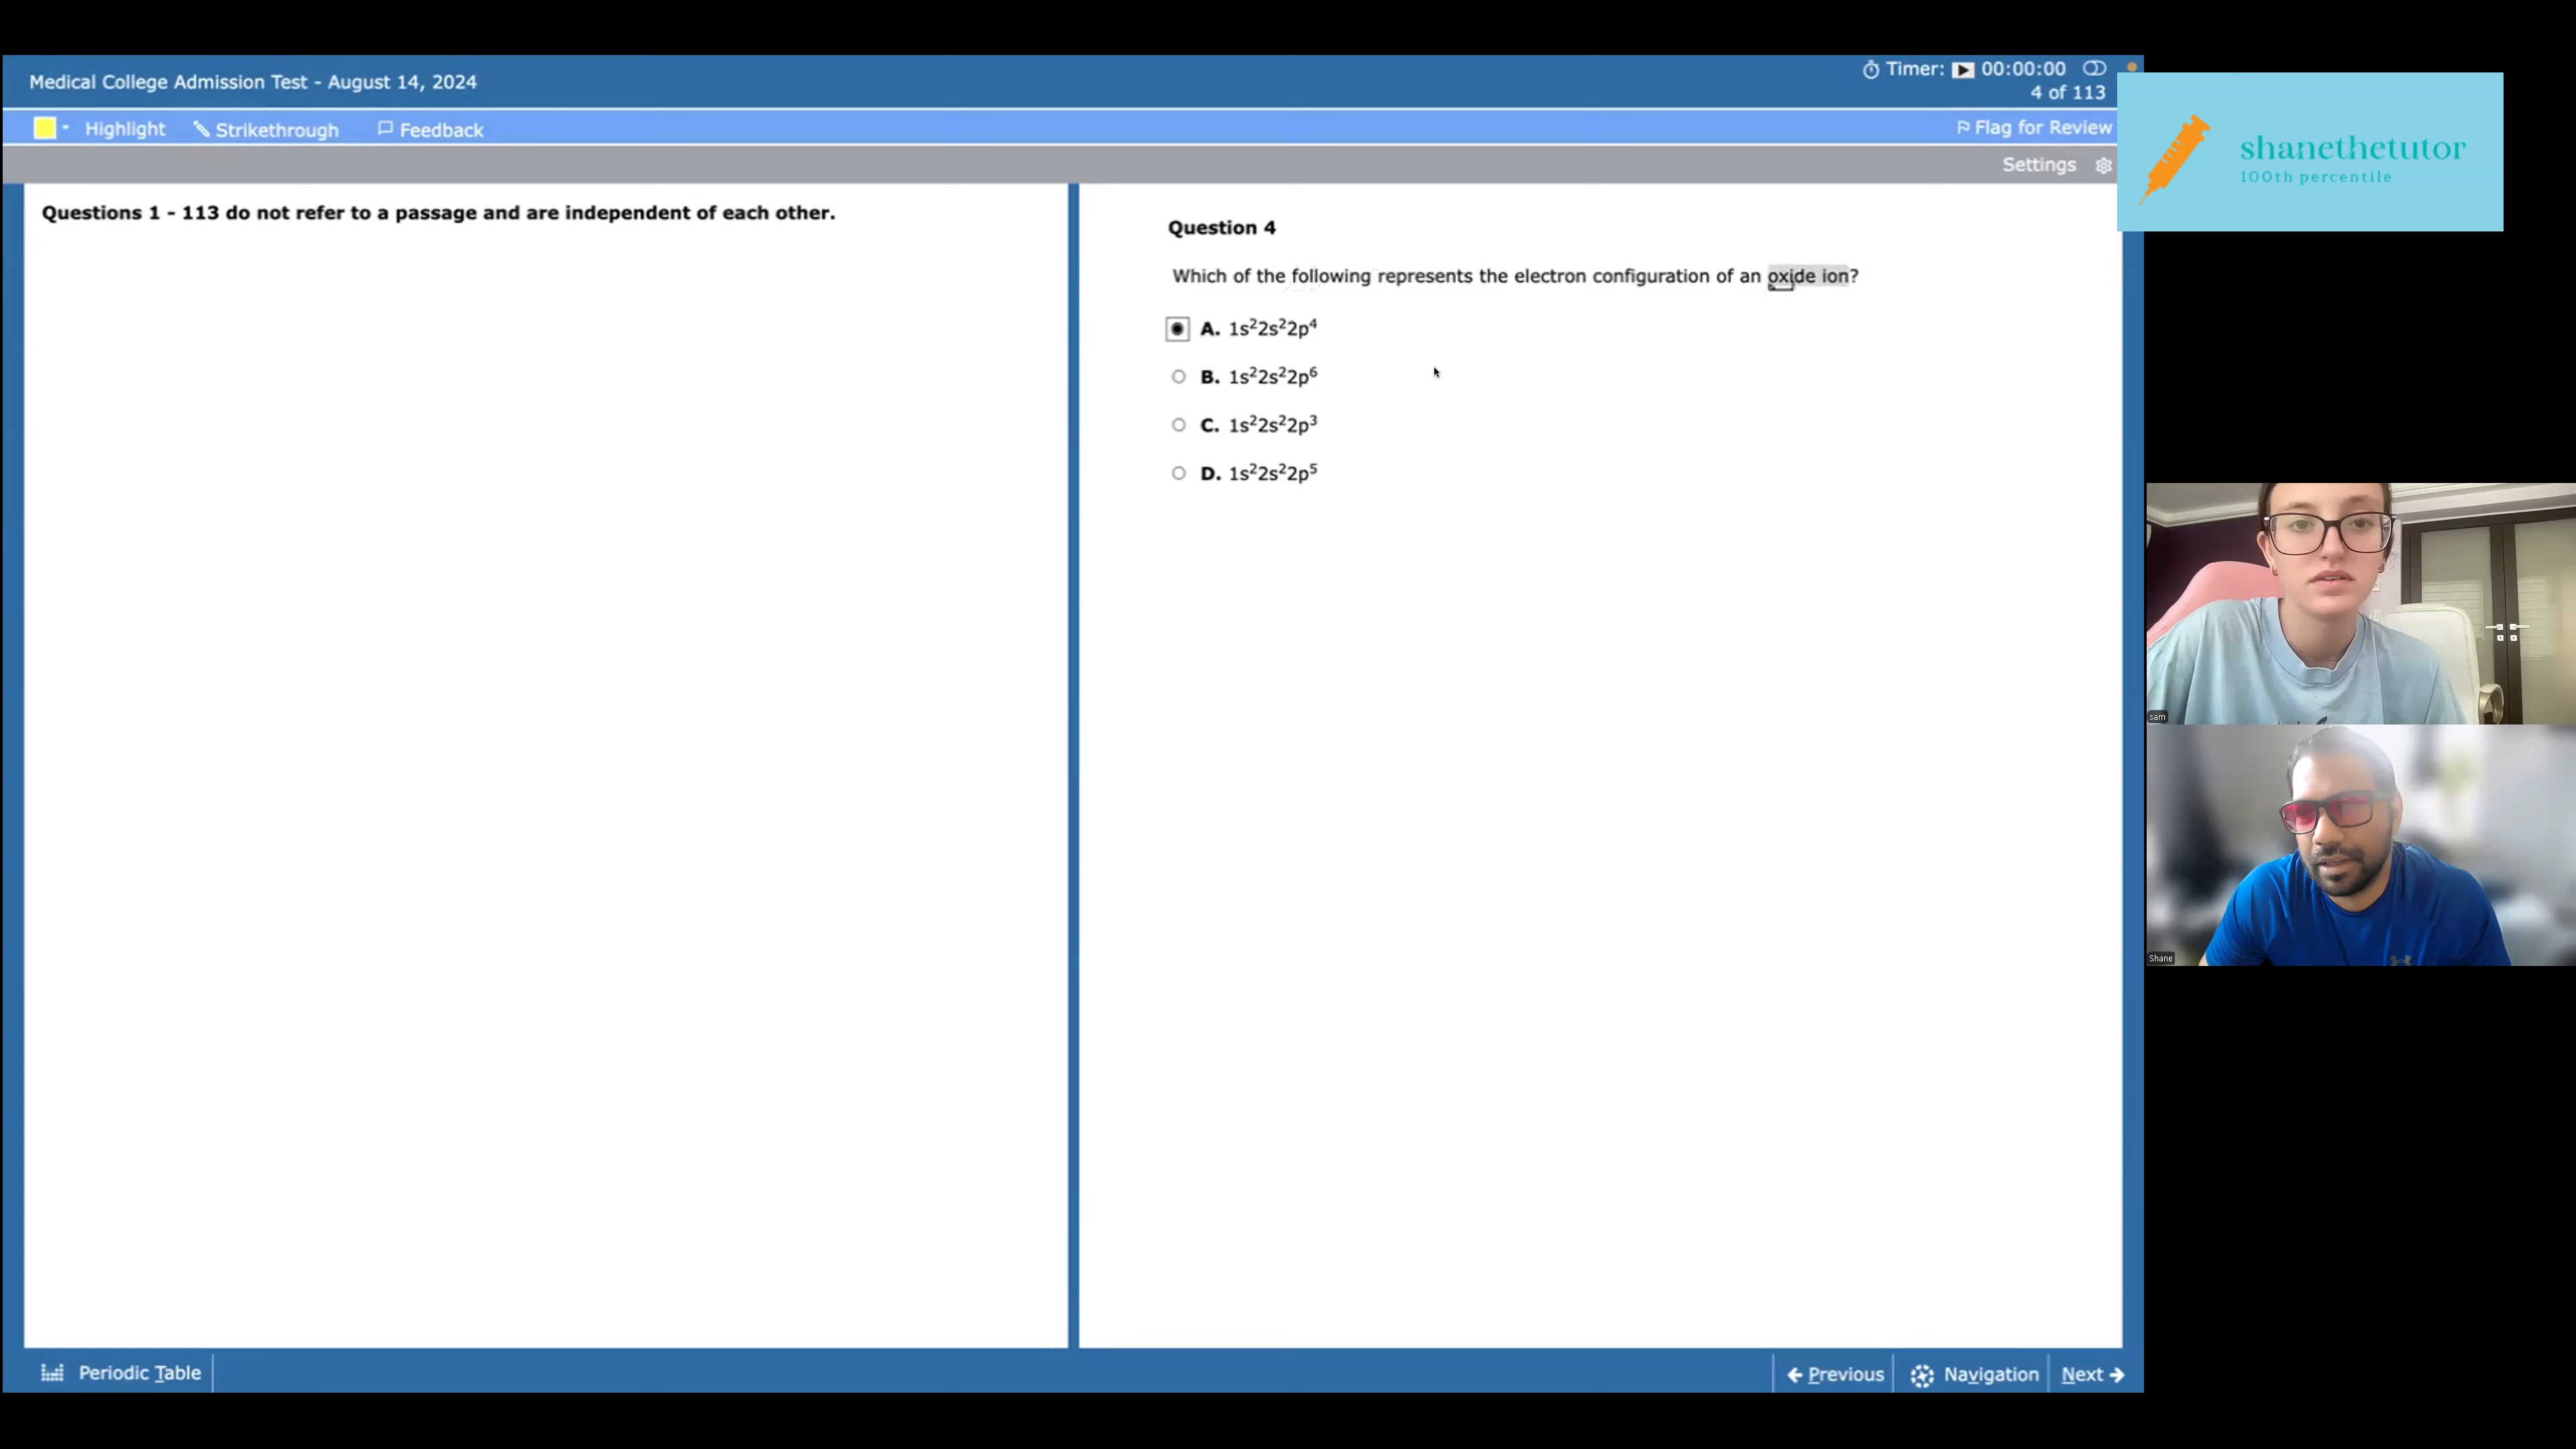 Medical College Admission Test - August 14, 2024
Timer: 00:00:00
4 of 113
Highlight Strikethrough Feedback
Flag for Review
Settings
shanethetutor
100th percentile
Questions 1 - 113 do not refer to a passage and are independent of each other.
Question 4
Which of the following represents the electron configuration of an oxide ion?
A. 1s²2s²2p⁴
B. 1s²2s²2p⁶
C. 1s²2s²2p³
D. 1s²2s²2p⁵
sam
Shane
Periodic Table
Previous Navigation Next